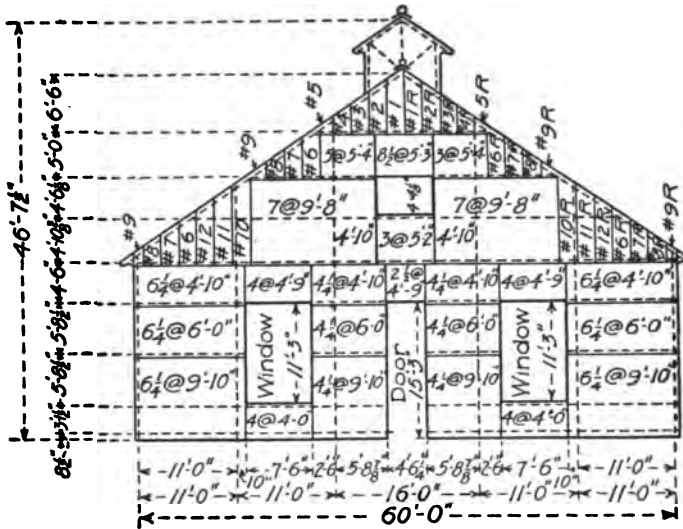 #5 #4 #3 #2 #1 #1R #2R #3R #4R 5R
#9 #8 #7 #6 3@5'-4" 8½@5'-3" 3@5'-4" #6R #7R #8R #9R
7@9'-8" 7@9'-8"
4'10" 3@5'-2" 4'-10"
#9 #8 #7 #6 #12 #11 #10 #10R #11R #12R #6R #7R #9R
6¼@4'-10" 4@4'-9" 4¼@4'-10" 2½@4'-9" 4¼@4'-10" 4@4'-9" 6¼@4'-10"
6¼@6'-0" 4¼@6'-0" 4¼@6'-0" 6¼@6'-0"
Window 11'-3" Door 15'-3" Window 11'-3"
6¼@9'-10" 4¼@9'-10" 4¼@9'-10" 6¼@9'-10"
4@4'-0 4@4'-0
46'-7½"
-11'-0"- -7'-6"- 2'-6" 5'-8⅞" 4'-6¼" 5'-8⅞" 2'-6 -7'-6"- -11'-0"-
-11'-0"- 10" -11'-0"- -16'-0"- -11'-0"- 10" -11'-0"-
60'-0"